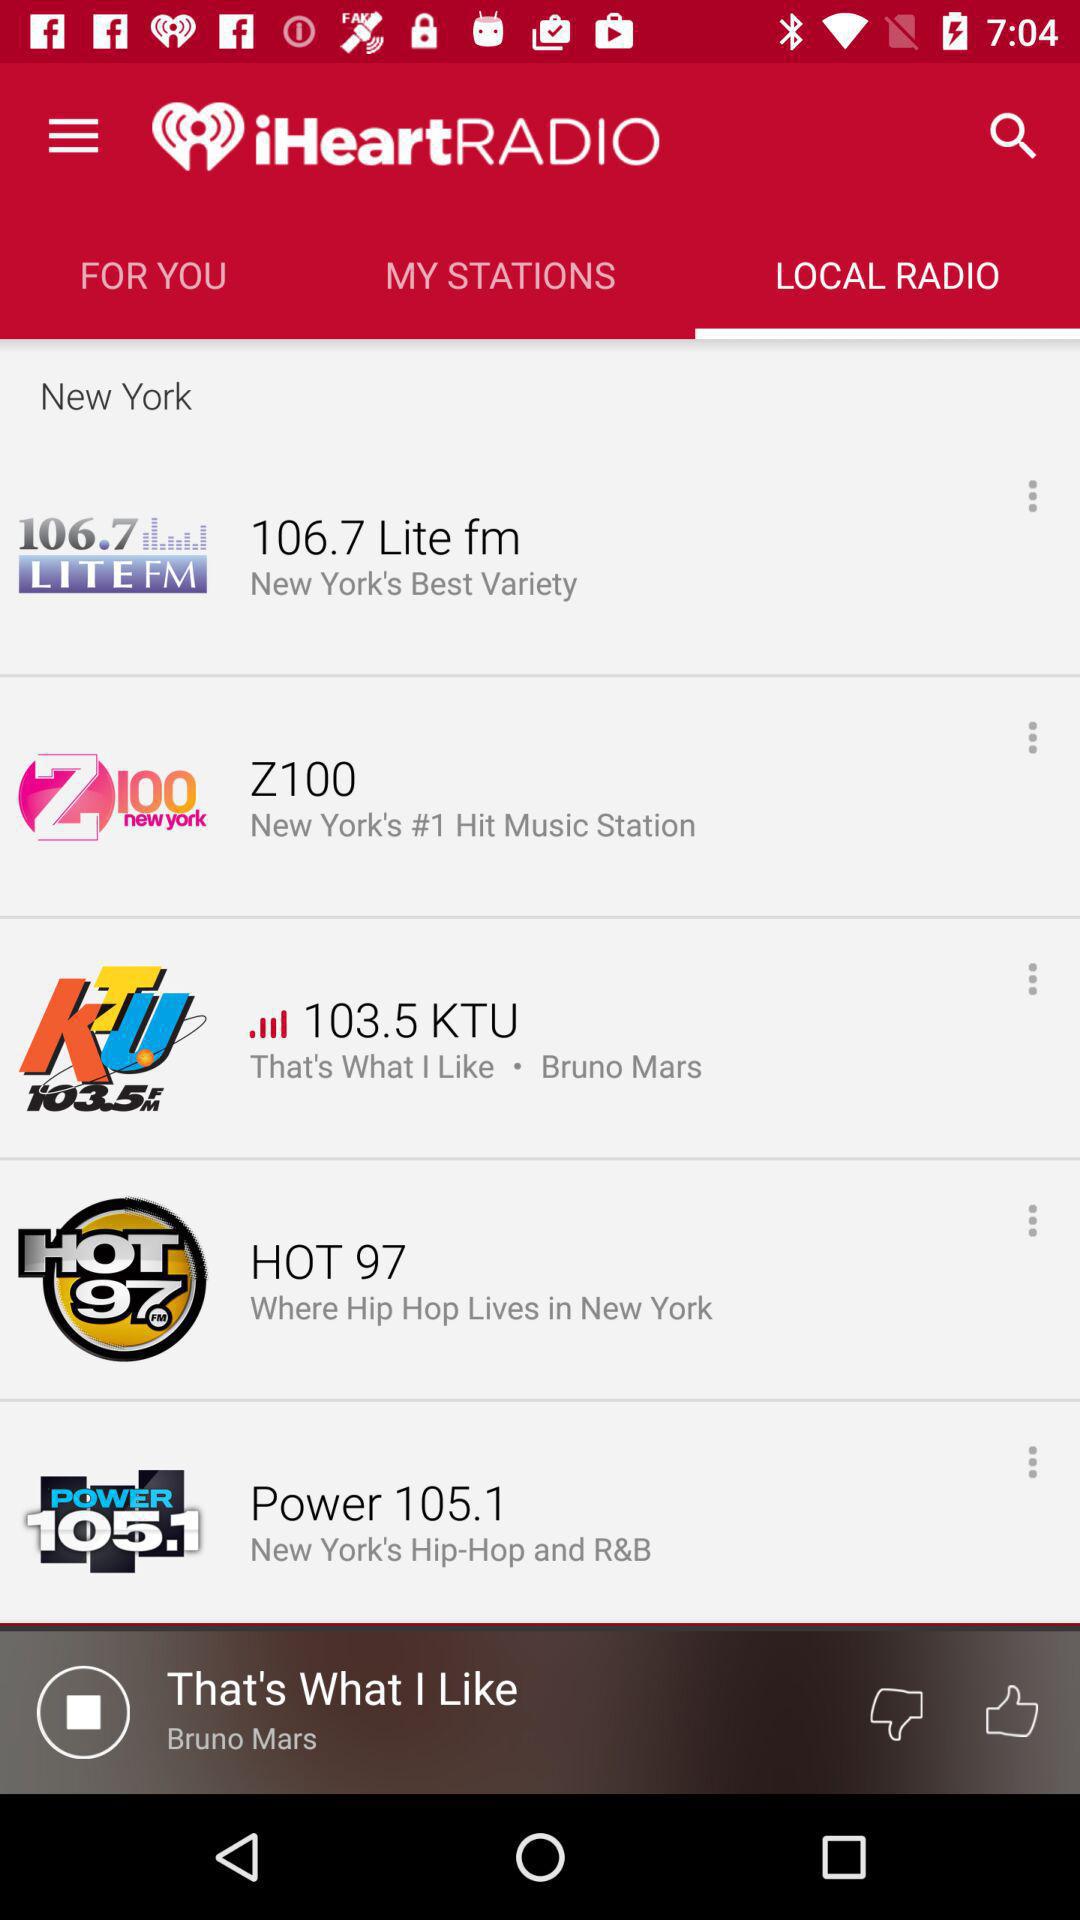 FAKE
7:04
iHeartRADIO
FOR YOU MY STATIONS LOCAL RADIO
New York
106.7
LITE FM
106.7 Lite fm
New York's Best Variety
Z100
new york
Z100
New York's #1 Hit Music Station
KTU
103.5 FM
103.5 KTU
That's What I Like • Bruno Mars
HOT
97
FM
HOT 97
Where Hip Hop Lives in New York
POWER
105.1
Power 105.1
New York's Hip-Hop and R&B
That's What I Like
Bruno Mars